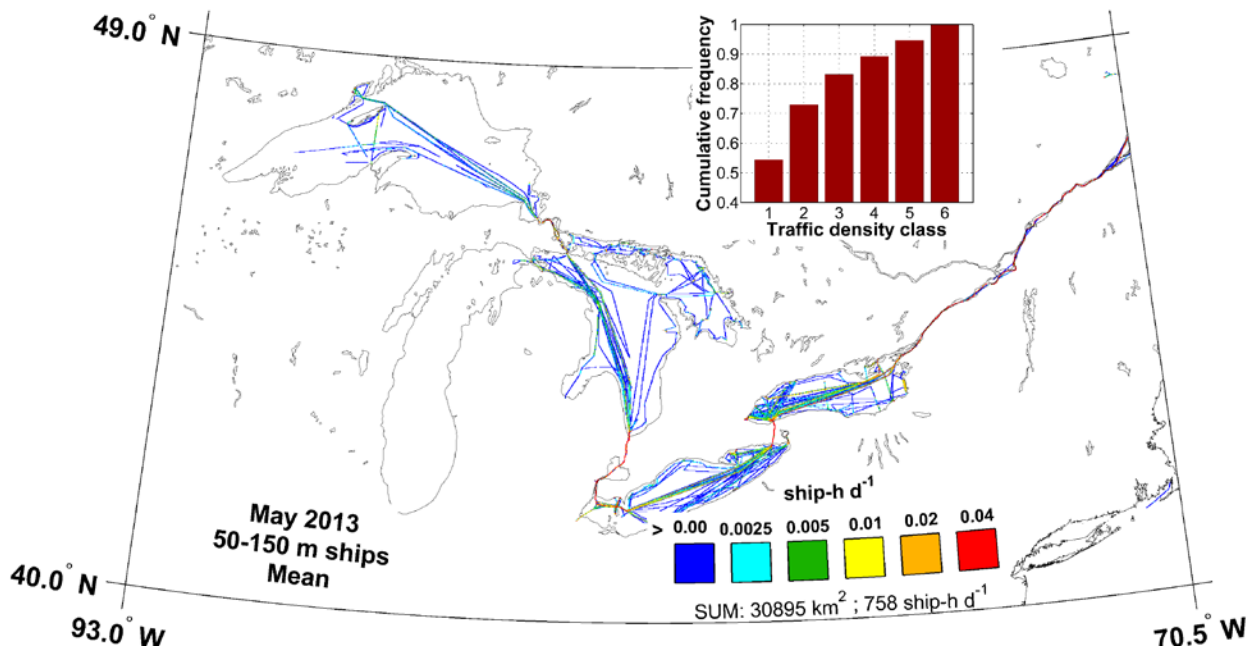 49.0° N
1
0.9
0.8
0.7
0.6
0.5
0.4
Cumulative frequency
1 2 3 4 5 6
Traffic density class
May 2013
50-150 m ships
Mean
ship-h d⁻¹
> 0.00 0.0025 0.005 0.01 0.02 0.04
SUM: 30895 km² ; 758 ship-h d⁻¹
40.0° N
93.0° W
70.5° W